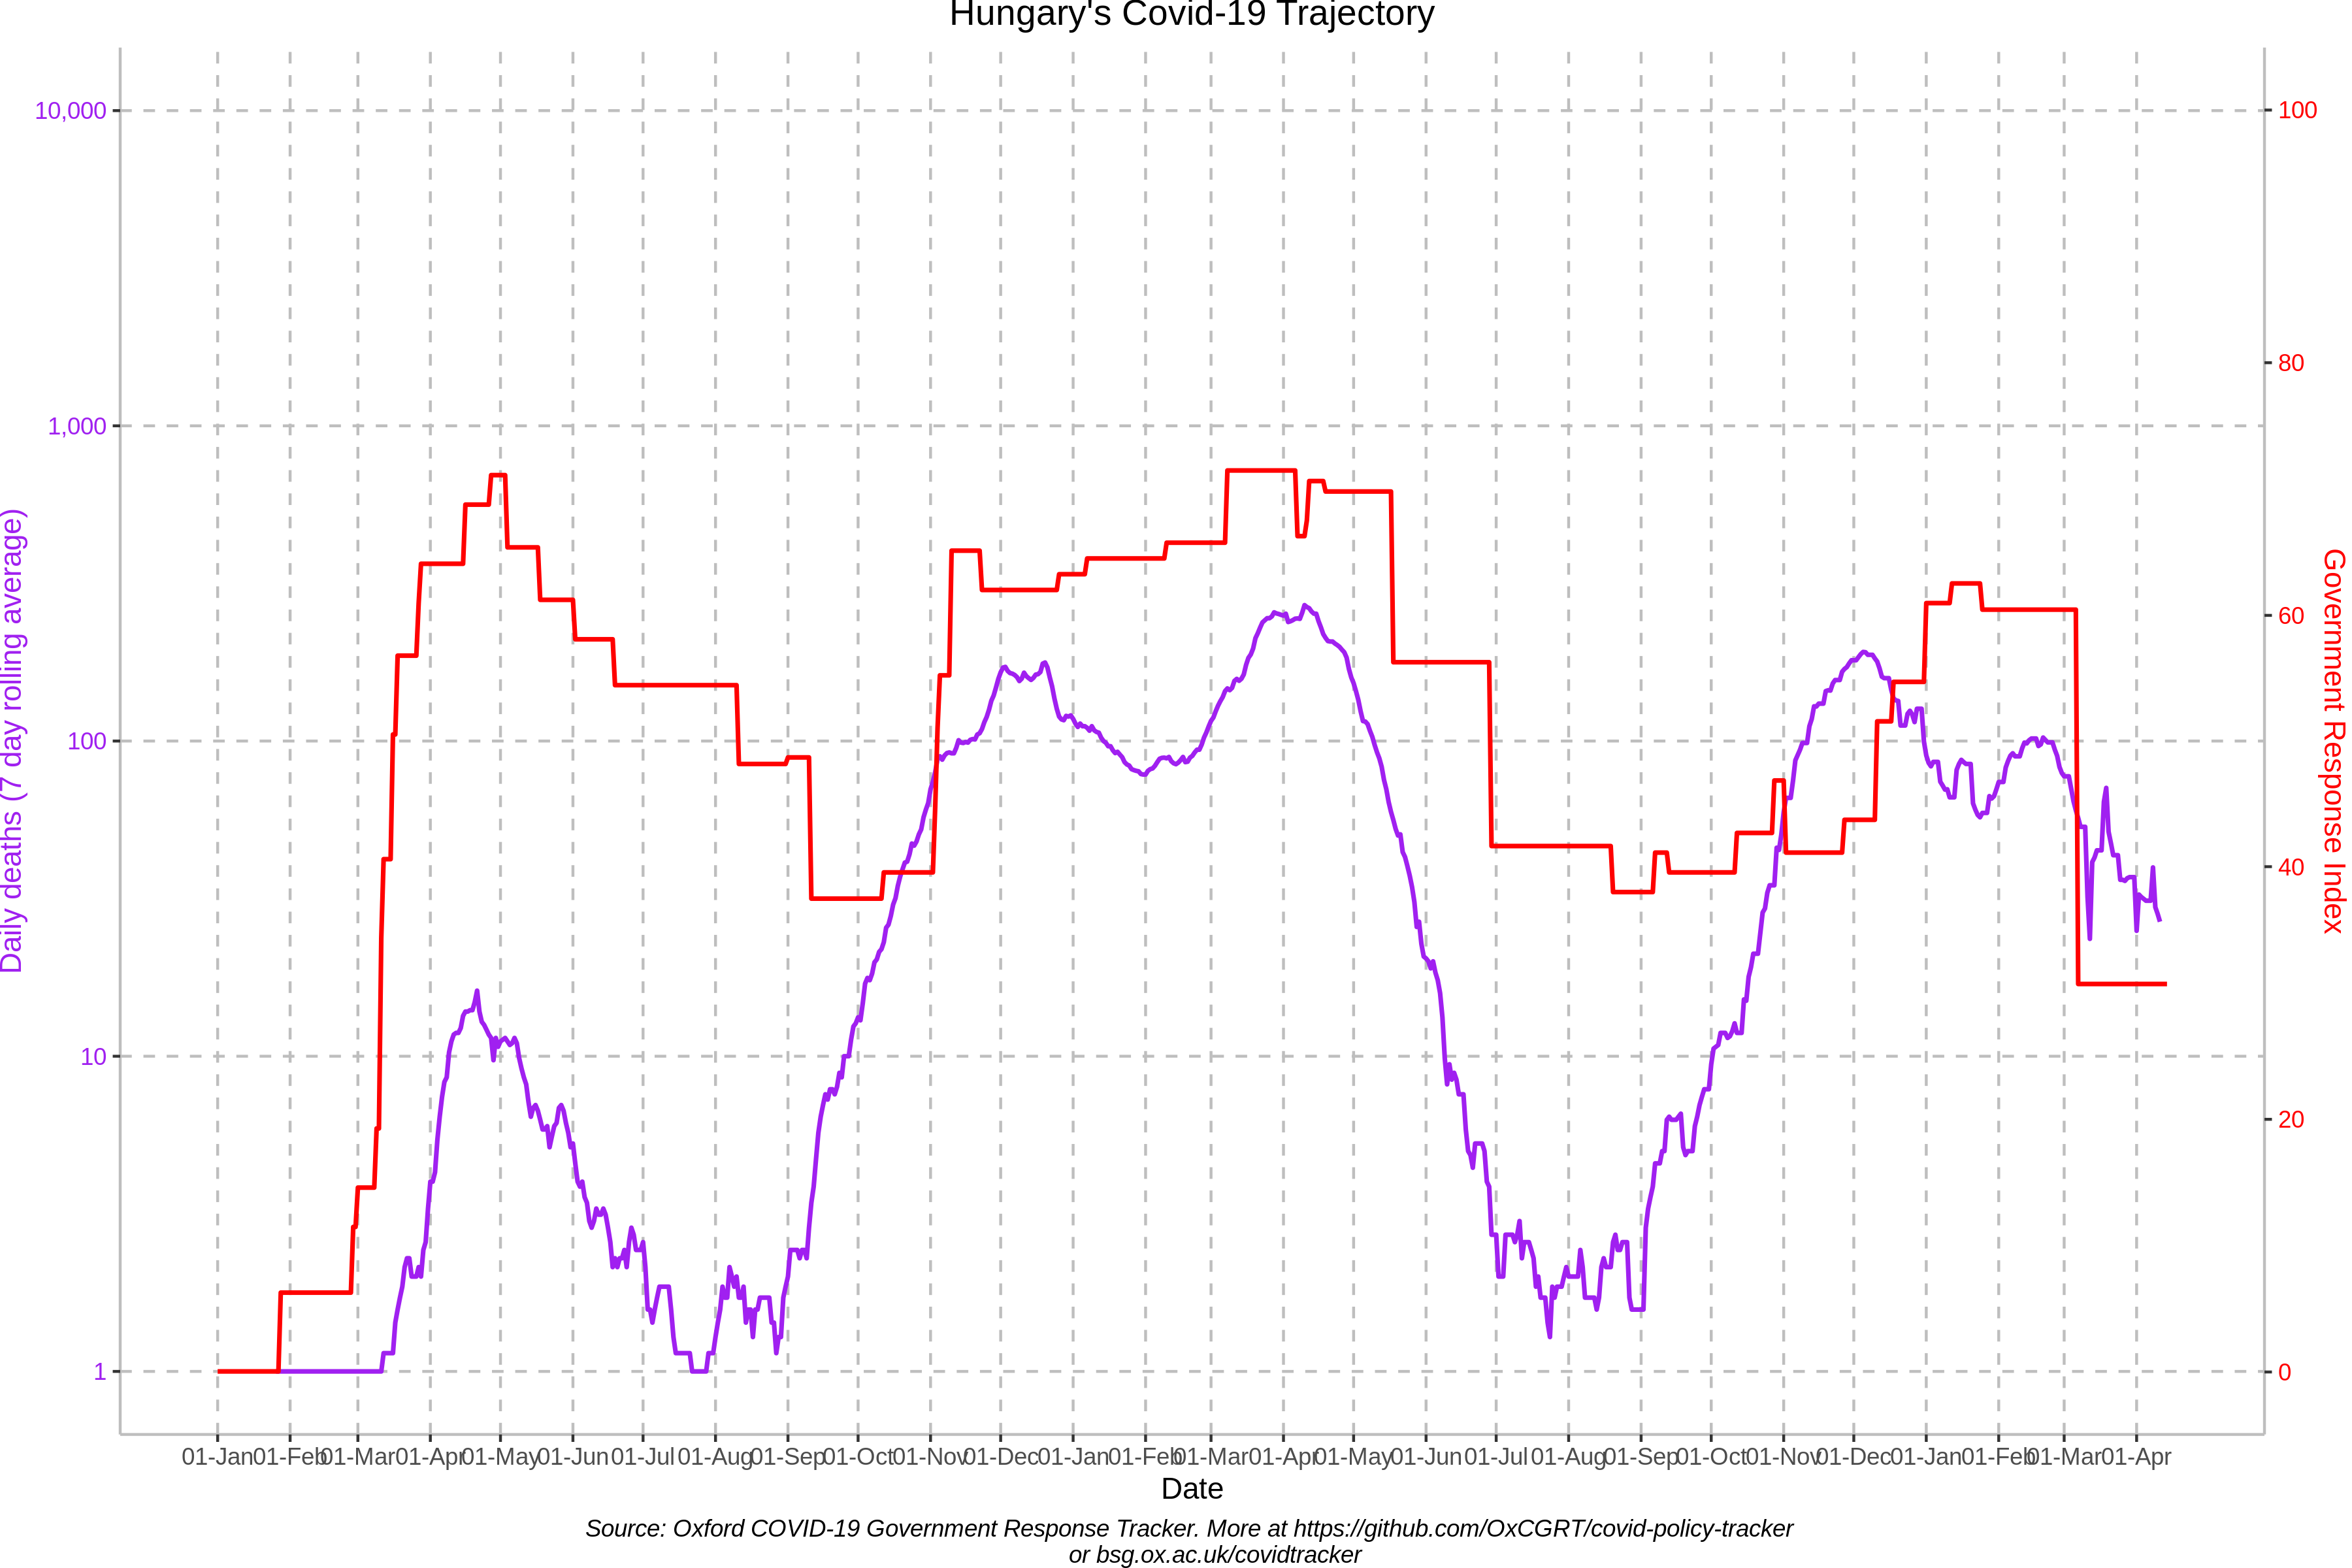 Hungary's Covid-19 Trajectory
10,000
1,000
100
10
1
Daily deaths (7 day rolling average)
100
80
60
40
20
0
Government Response Index
01-Jan 01-Feb 01-Mar 01-Apr 01-May 01-Jun 01-Jul 01-Aug 01-Sep 01-Oct 01-Nov 01-Dec 01-Jan 01-Feb 01-Mar 01-Apr 01-May 01-Jun 01-Jul 01-Aug 01-Sep 01-Oct 01-Nov 01-Dec 01-Jan 01-Feb 01-Mar 01-Apr
Date
Source: Oxford COVID-19 Government Response Tracker. More at https://github.com/OxCGRT/covid-policy-tracker
or bsg.ox.ac.uk/covidtracker